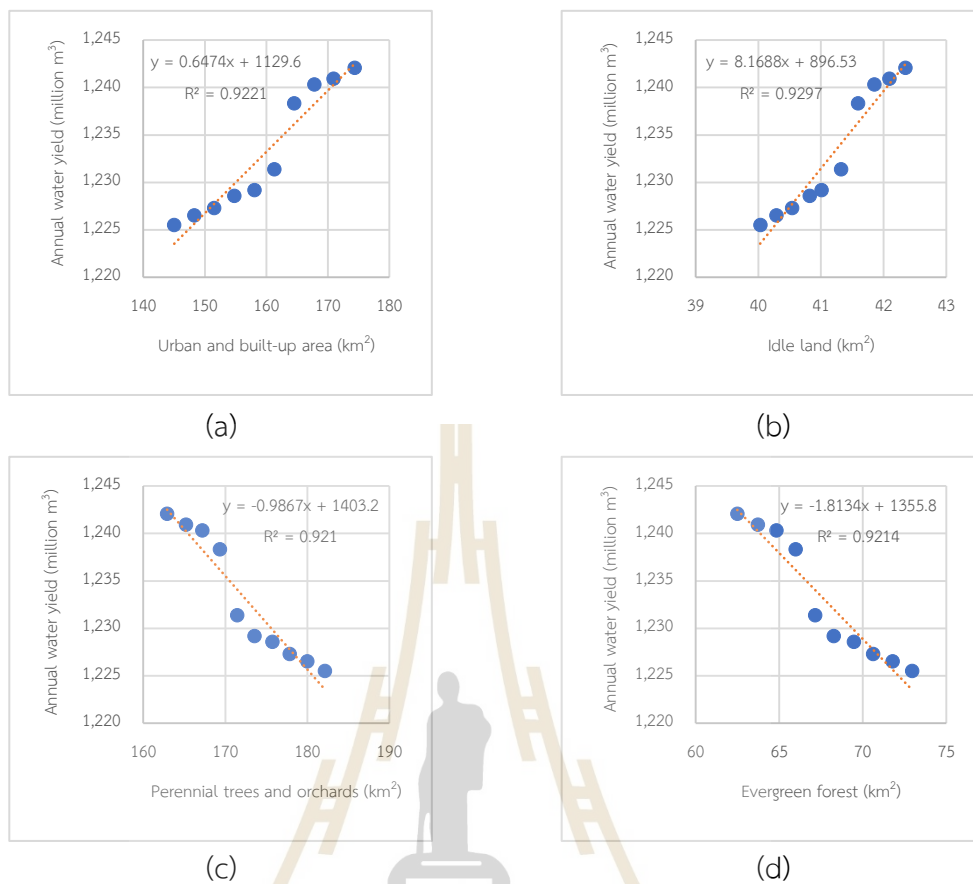 Annual water yield (million m³)
1,245
1,240
1,235
1,230
1,225
1,220
y = 0.6474x + 1129.6
R² = 0.9221
140 150 160 170 180
Urban and built-up area (km²)
(a)
Annual water yield (million m³)
1,245
1,240
1,235
1,230
1,225
1,220
y = 8.1688x + 896.53
R² = 0.9297
39 40 41 42 43
Idle land (km²)
(b)
Annual water yield (million m³)
1,245
1,240
1,235
1,230
1,225
1,220
y = -0.9867x + 1403.2
R² = 0.921
160 170 180 190
Perennial trees and orchards (km²)
(c)
Annual water yield (million m³)
1,245
1,240
1,235
1,230
1,225
1,220
y = -1.8134x + 1355.8
R² = 0.9214
60 65 70 75
Evergreen forest (km²)
(d)